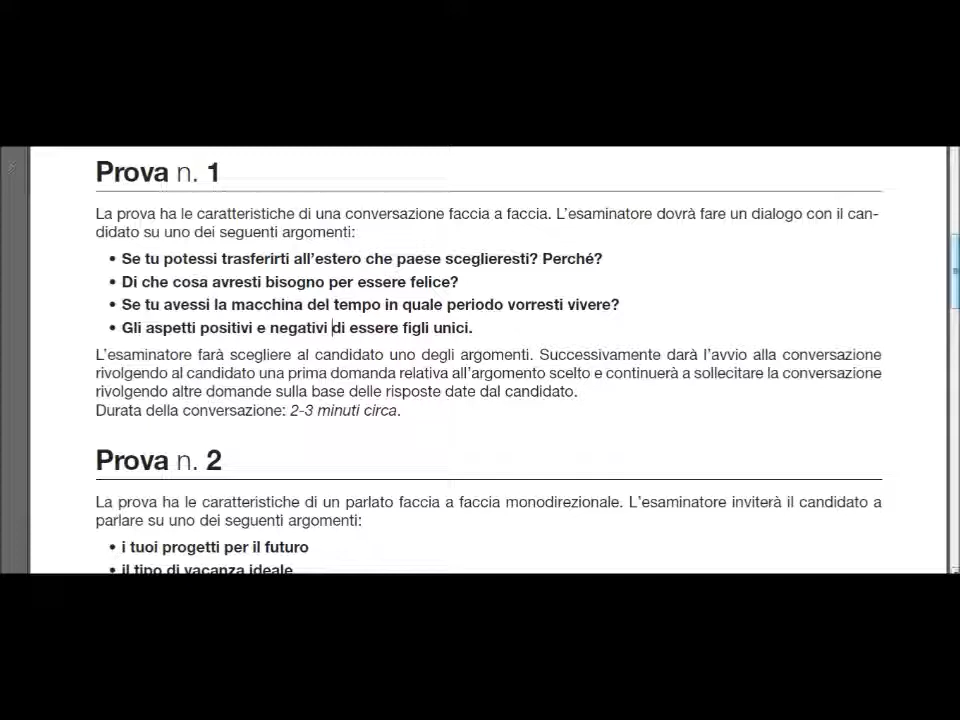 Prova n. 1
La prova ha le caratteristiche di una conversazione faccia a faccia. L'esaminatore dovrà fare un dialogo con il can-
didato su uno dei seguenti argomenti:
• Se tu potessi trasferirti all'estero che paese sceglieresti? Perché?
• Di che cosa avresti bisogno per essere felice?
• Se tu avessi la macchina del tempo in quale periodo vorresti vivere?
• Gli aspetti positivi e negativi di essere figli unici.
L'esaminatore farà scegliere al candidato uno degli argomenti. Successivamente darà l'avvio alla conversazione
rivolgendo al candidato una prima domanda relativa all'argomento scelto e continuerà a sollecitare la conversazione
rivolgendo altre domande sulla base delle risposte date dal candidato.
Durata della conversazione: 2-3 minuti circa.
Prova n. 2
La prova ha le caratteristiche di un parlato faccia a faccia monodirezionale. L'esaminatore inviterà il candidato a
parlare su uno dei seguenti argomenti:
• i tuoi progetti per il futuro
• il tipo di vacanza ideale